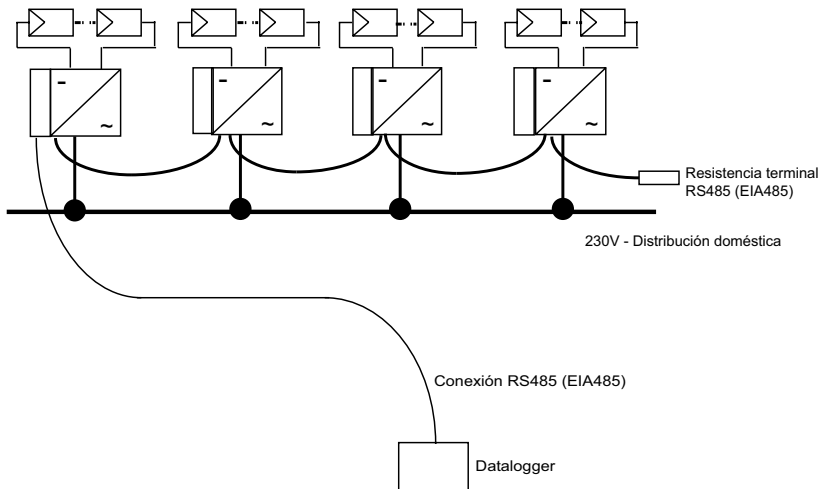 -
~
-
~
-
~
-
~
Resistencia terminal
RS485 (EIA485)
230V - Distribución doméstica
Conexión RS485 (EIA485)
Datalogger